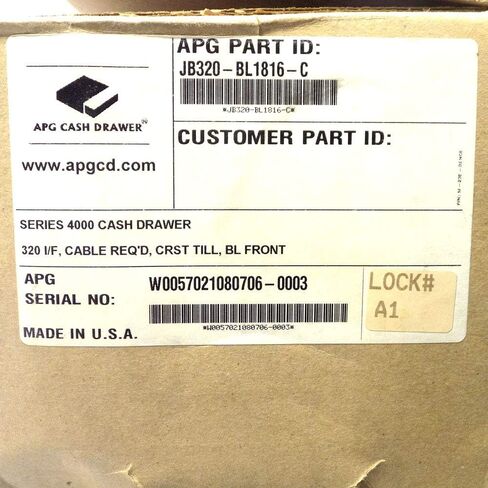 APG PART ID:
JB320-BL1816-C
*JB320-BL1816-C*
APG CASH DRAWER
www.apgcd.com
CUSTOMER PART ID:
SERIES 4000 CASH DRAWER
320 I/F, CABLE REQ'D, CRST TILL, BL FRONT
APG
SERIAL NO:
W0057021080706-0003
*W0057021080706-0003*
MADE IN U.S.A.
LOCK#
A1